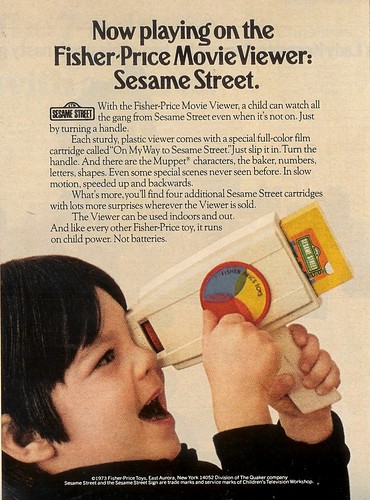 Now playing on the
Fisher-Price Movie Viewer:
Sesame Street.
SESAME STREET
With the Fisher-Price Movie Viewer, a child can watch all
the gang from Sesame Street even when it's not on. Just
by turning a handle.
Each sturdy, plastic viewer comes with a special full-color film
cartridge called "On My Way to Sesame." Just slip it in. Turn the
handle. And there are the Muppet® characters, the baker, numbers,
letters, shapes. Even some special scenes never seen before. In slow
motion, speeded up and backwards.
What's more, you'll find four additional Sesame Street cartridges
with lots more surprises wherever the Viewer is sold.
The Viewer can be used indoors and out.
And like every other Fisher-Price toy, it runs
on child power. Not batteries.
SESAME STREET
FISHER PRICE TOYS
©1973 Fisher-Price Toys, East Aurora, New York 14052 Division of The Quaker company
Sesame Street and the Sesame Street Sign are trade marks and service marks of Children's Television Workshop.